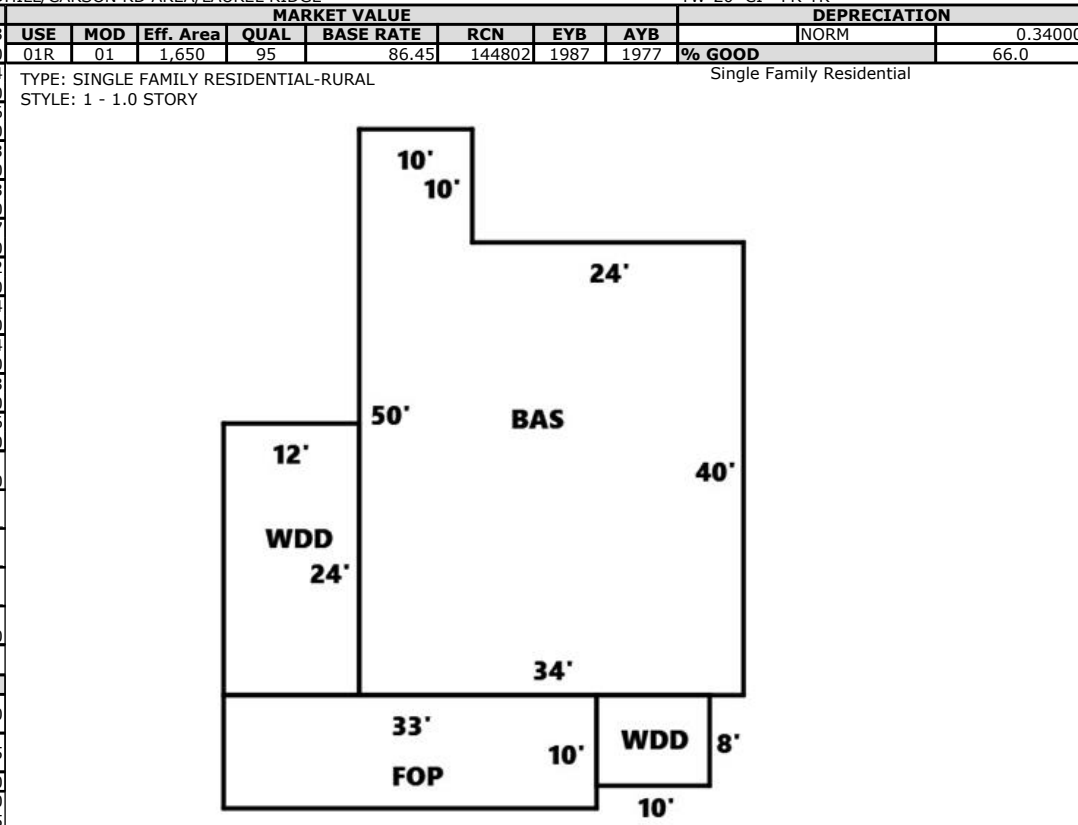 MARKET VALUE DEPRECIATION
USE MOD Eff. Area QUAL BASE RATE RCN EYB AYB NORM 0.34000
01R 01 1,650 95 86.45 144802 1987 1977 % GOOD 66.0
TYPE: SINGLE FAMILY RESIDENTIAL-RURAL Single Family Residential
STYLE: 1 - 1.0 STORY
10'
10'
24'
50'
BAS
12'
40'
WDD
24'
34'
33'
WDD
8'
10'
FOP
10'